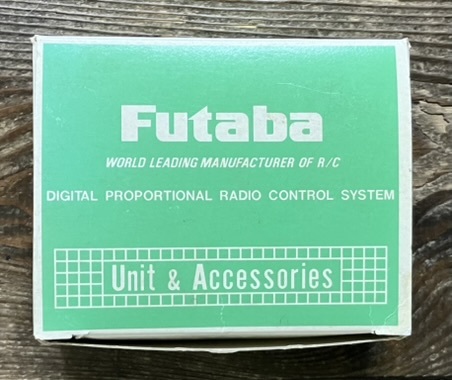 Futaba
WORLD LEADING MANUFACTURER OF R/C
DIGITAL PROPORTIONAL RADIO CONTROL SYSTEM
Unit & Accessories